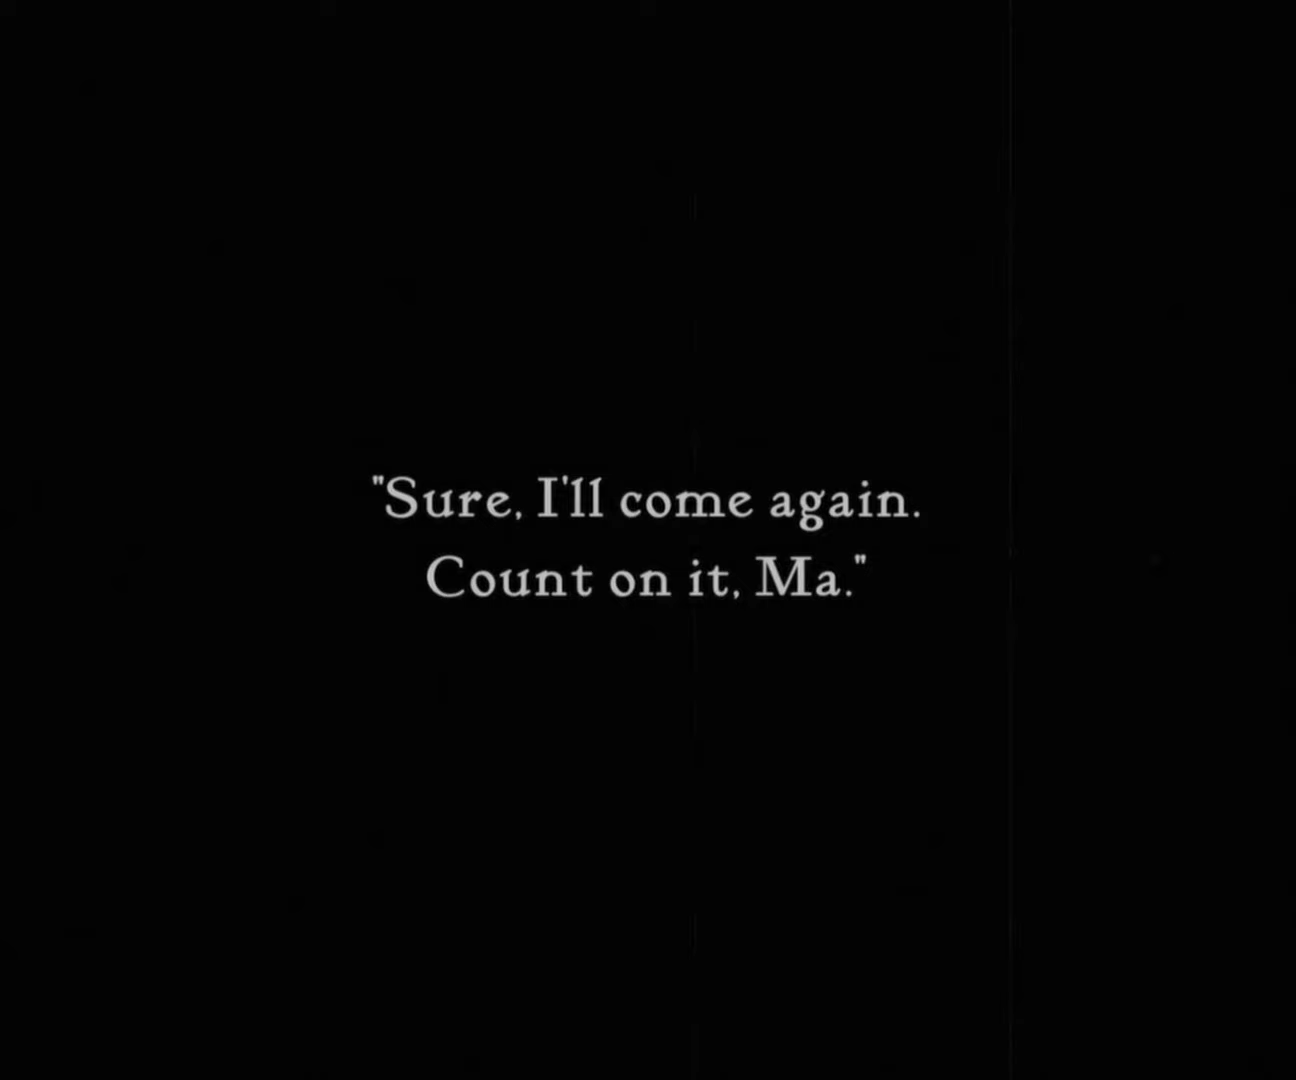 "Sure, I'll come again.
Count on it, Ma."